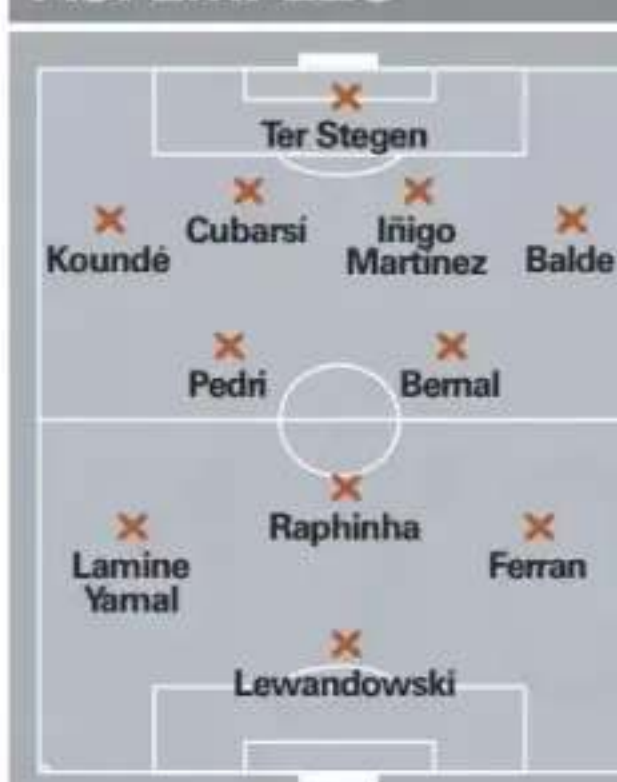 Ter Stegen
Koundé
Cubarsí
Iñigo
Martínez
Balde
Pedri
Bernal
Lamine
Yamal
Raphinha
Ferran
Lewandowski